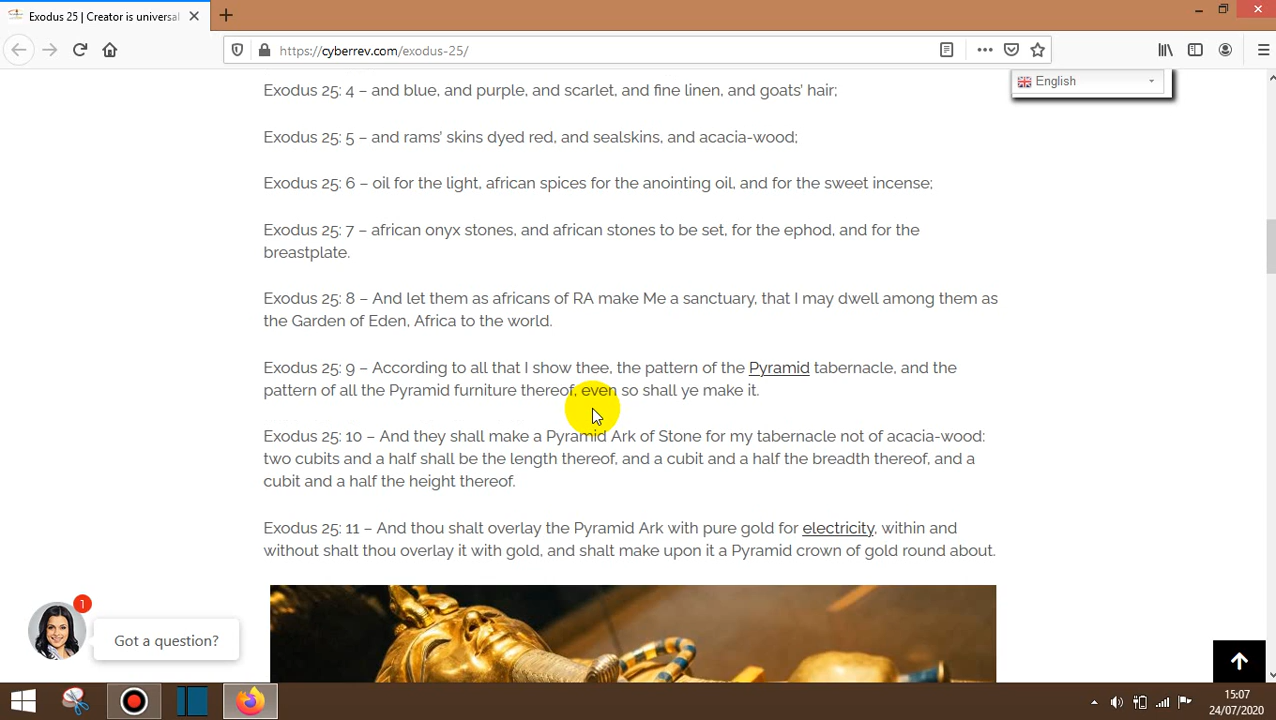 Exodus 25 | Creator is universal
https://cyberrev.com/exodus-25/
English
Exodus 25: 4 – and blue, and purple, and scarlet, and fine linen, and goats’ hair;
Exodus 25: 5 – and rams’ skins dyed red, and sealskins, and acacia-wood;
Exodus 25: 6 – oil for the light, african spices for the anointing oil, and for the sweet incense;
Exodus 25: 7 – african onyx stones, and african stones to be set, for the ephod, and for the
breastplate.
Exodus 25: 8 – And let them as africans of RA make Me a sanctuary, that I may dwell among them as
the Garden of Eden, Africa to the world.
Exodus 25: 9 – According to all that I show thee, the pattern of the Pyramid tabernacle, and the
pattern of all the Pyramid furniture thereof, even so shall ye make it.
Exodus 25: 10 – And they shall make a Pyramid Ark of Stone for my tabernacle not of acacia-wood:
two cubits and a half shall be the length thereof, and a cubit and a half the breadth thereof, and a
cubit and a half the height thereof.
Exodus 25: 11 – And thou shalt overlay the Pyramid Ark with pure gold for electricity, within and
without shalt thou overlay it with gold, and shalt make upon it a Pyramid crown of gold round about.
1
Got a question?
15:07
24/07/2020